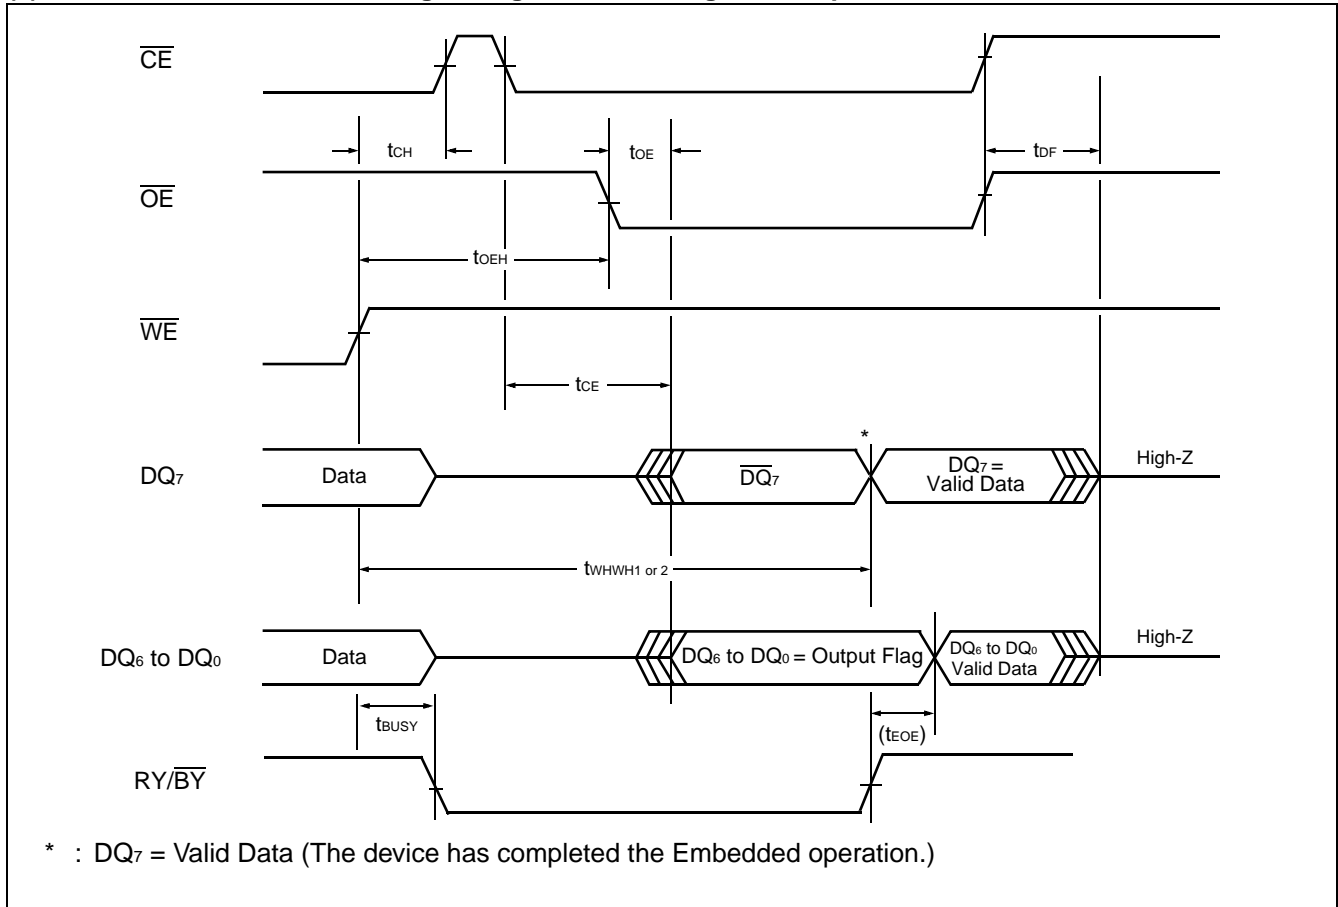 CE
tCH
tOE
tDF
OE
tOEH
WE
tCE
*
DQ7
Data
DQ7
DQ7 =
Valid Data
High-Z
tWHWH1 or 2
DQ6 to DQ0
Data
DQ6 to DQ0 = Output Flag
DQ6 to DQ0
Valid Data
High-Z
tBUSY
(tEOE)
RY/BY
* : DQ7 = Valid Data (The device has completed the Embedded operation.)